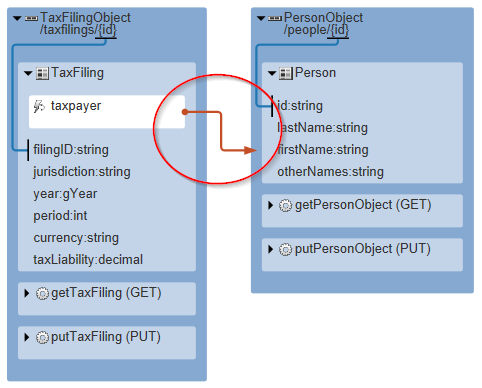 TaxFilingObject
/taxfilings/{id}
TaxFiling
taxpayer
filingID:string
jurisdiction:string
year:gYear
period:int
currency:string
taxLiability:decimal
getTaxFiling (GET)
putTaxFiling (PUT)
PersonObject
/people/{id}
Person
id:string
lastName:string
firstName:string
otherNames:string
getPersonObject (GET)
putPersonObject (PUT)